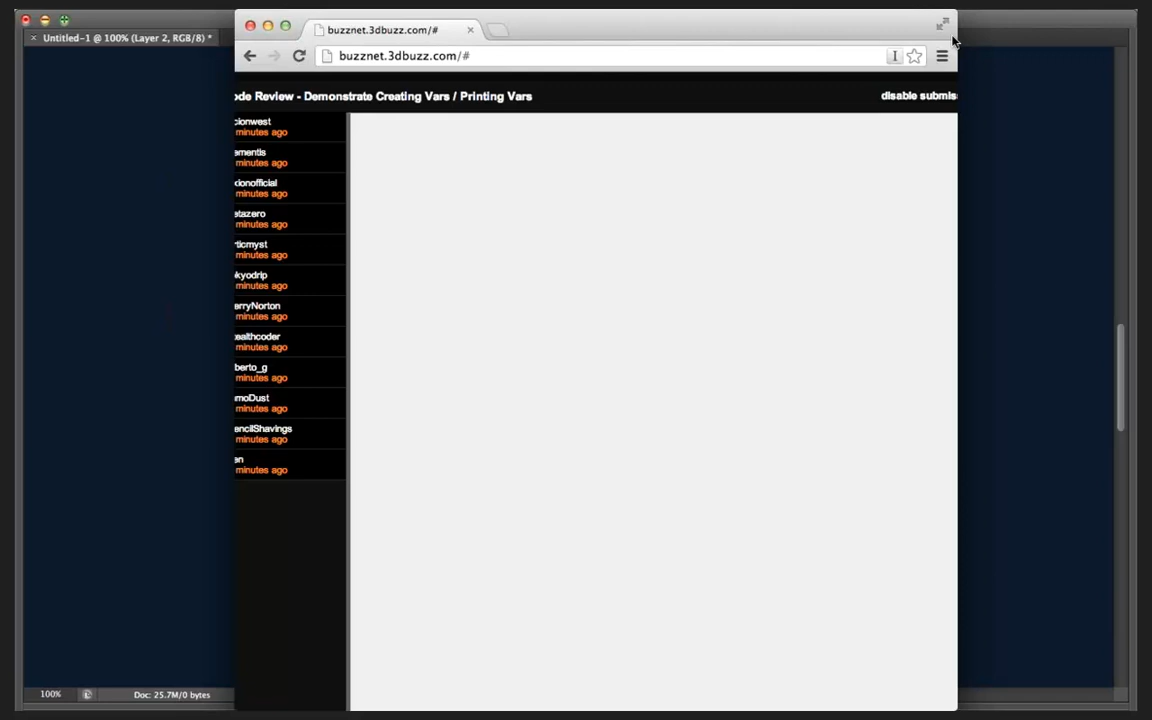 Untitled-1 @ 100% (Layer 2, RGB/8) *
buzznet.3dbuzz.com/#
buzznet.3dbuzz.com/#
ode Review - Demonstrate Creating Vars / Printing Vars
disable submis
cionwest
minutes ago
ementis
minutes ago
xionofficial
minutes ago
etazero
minutes ago
rticmyst
minutes ago
kyodrip
minutes ago
erryNorton
minutes ago
ealthcoder
minutes ago
berto_g
minutes ago
moDust
minutes ago
encilShavings
minutes ago
en
minutes ago
100%
Doc: 25.7M/0 bytes